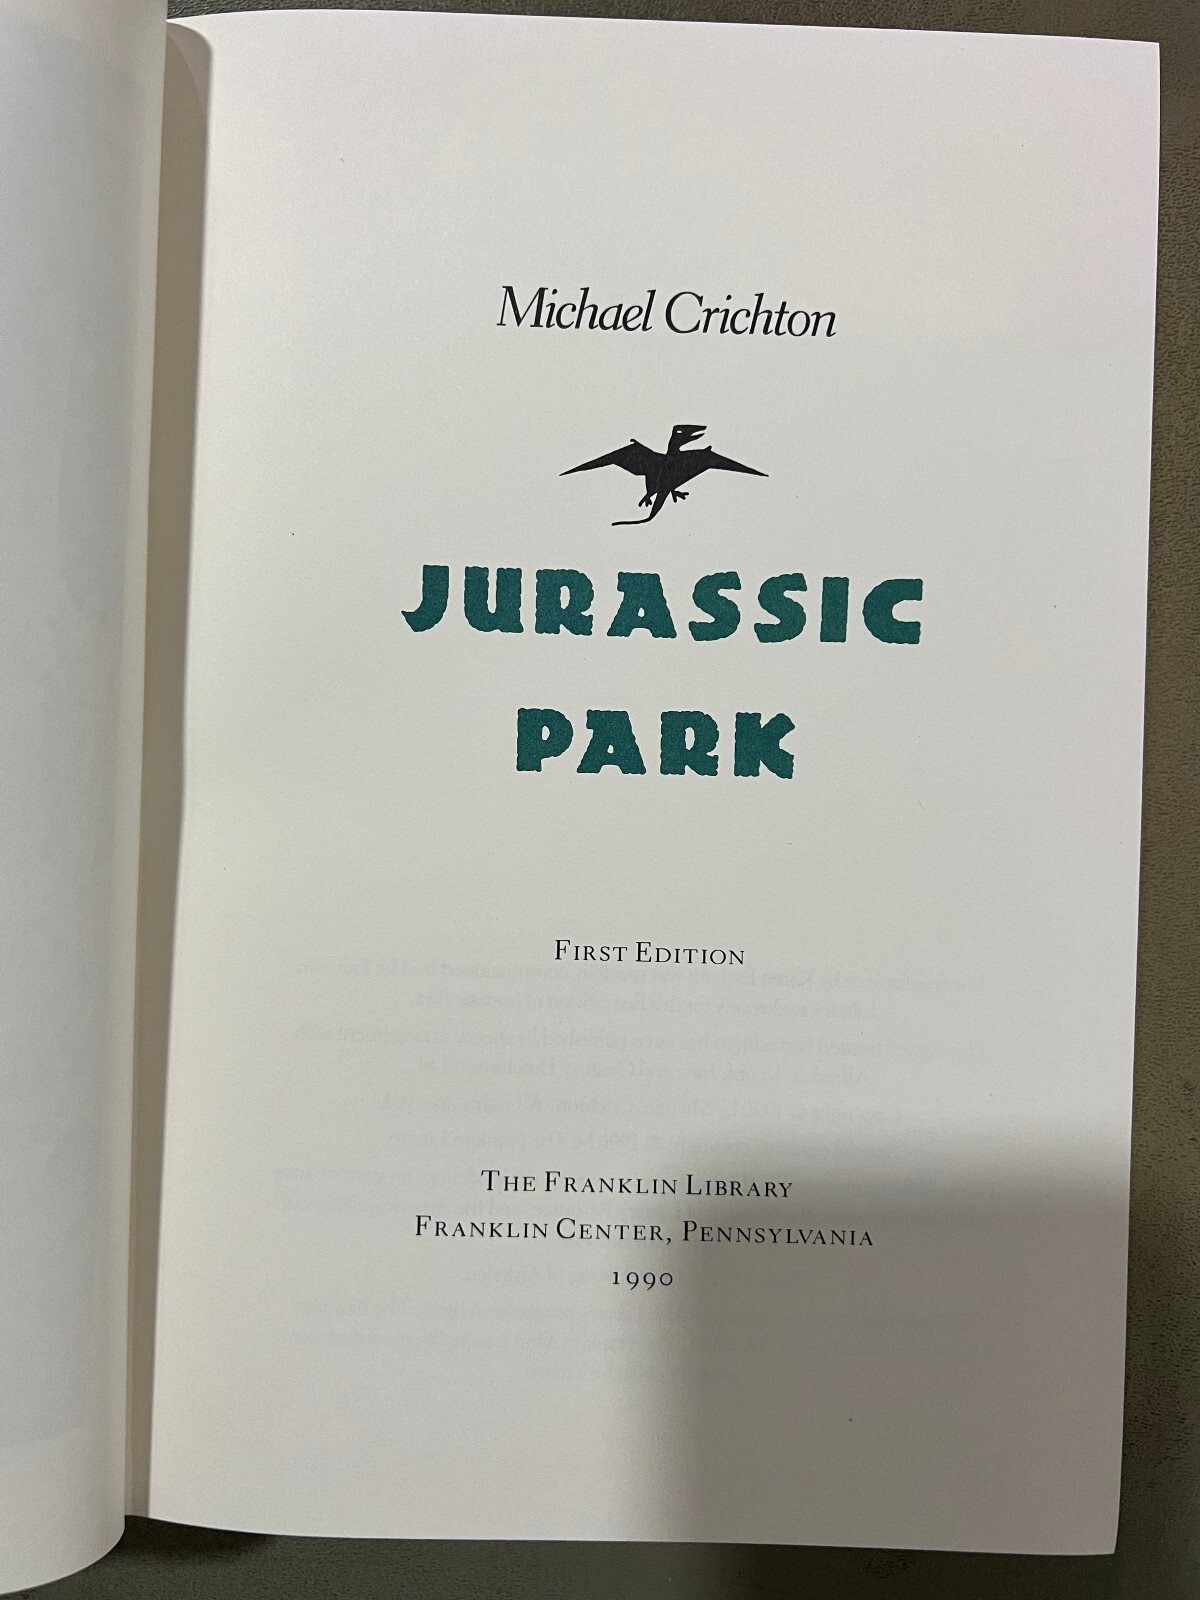 Michael Crichton
JURASSIC
PARK
FIRST EDITION
THE FRANKLIN LIBRARY
FRANKLIN CENTER, PENNSYLVANIA
1990